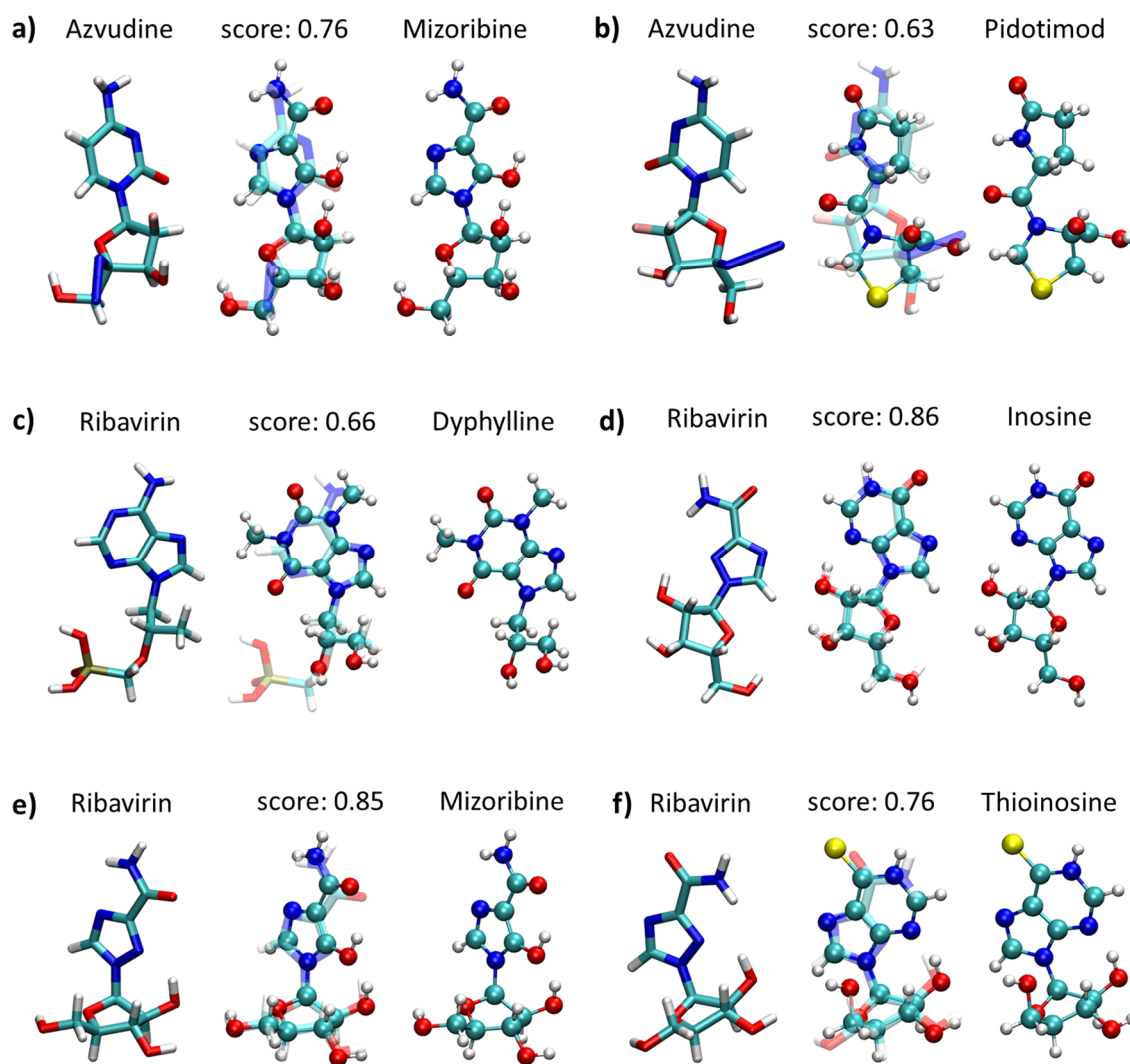 a) Azvudine score: 0.76 Mizoribine
b) Azvudine score: 0.63 Pidotimod
c) Ribavirin score: 0.66 Dyphylline
d) Ribavirin score: 0.86 Inosine
e) Ribavirin score: 0.85 Mizoribine
f) Ribavirin score: 0.76 Thioinosine